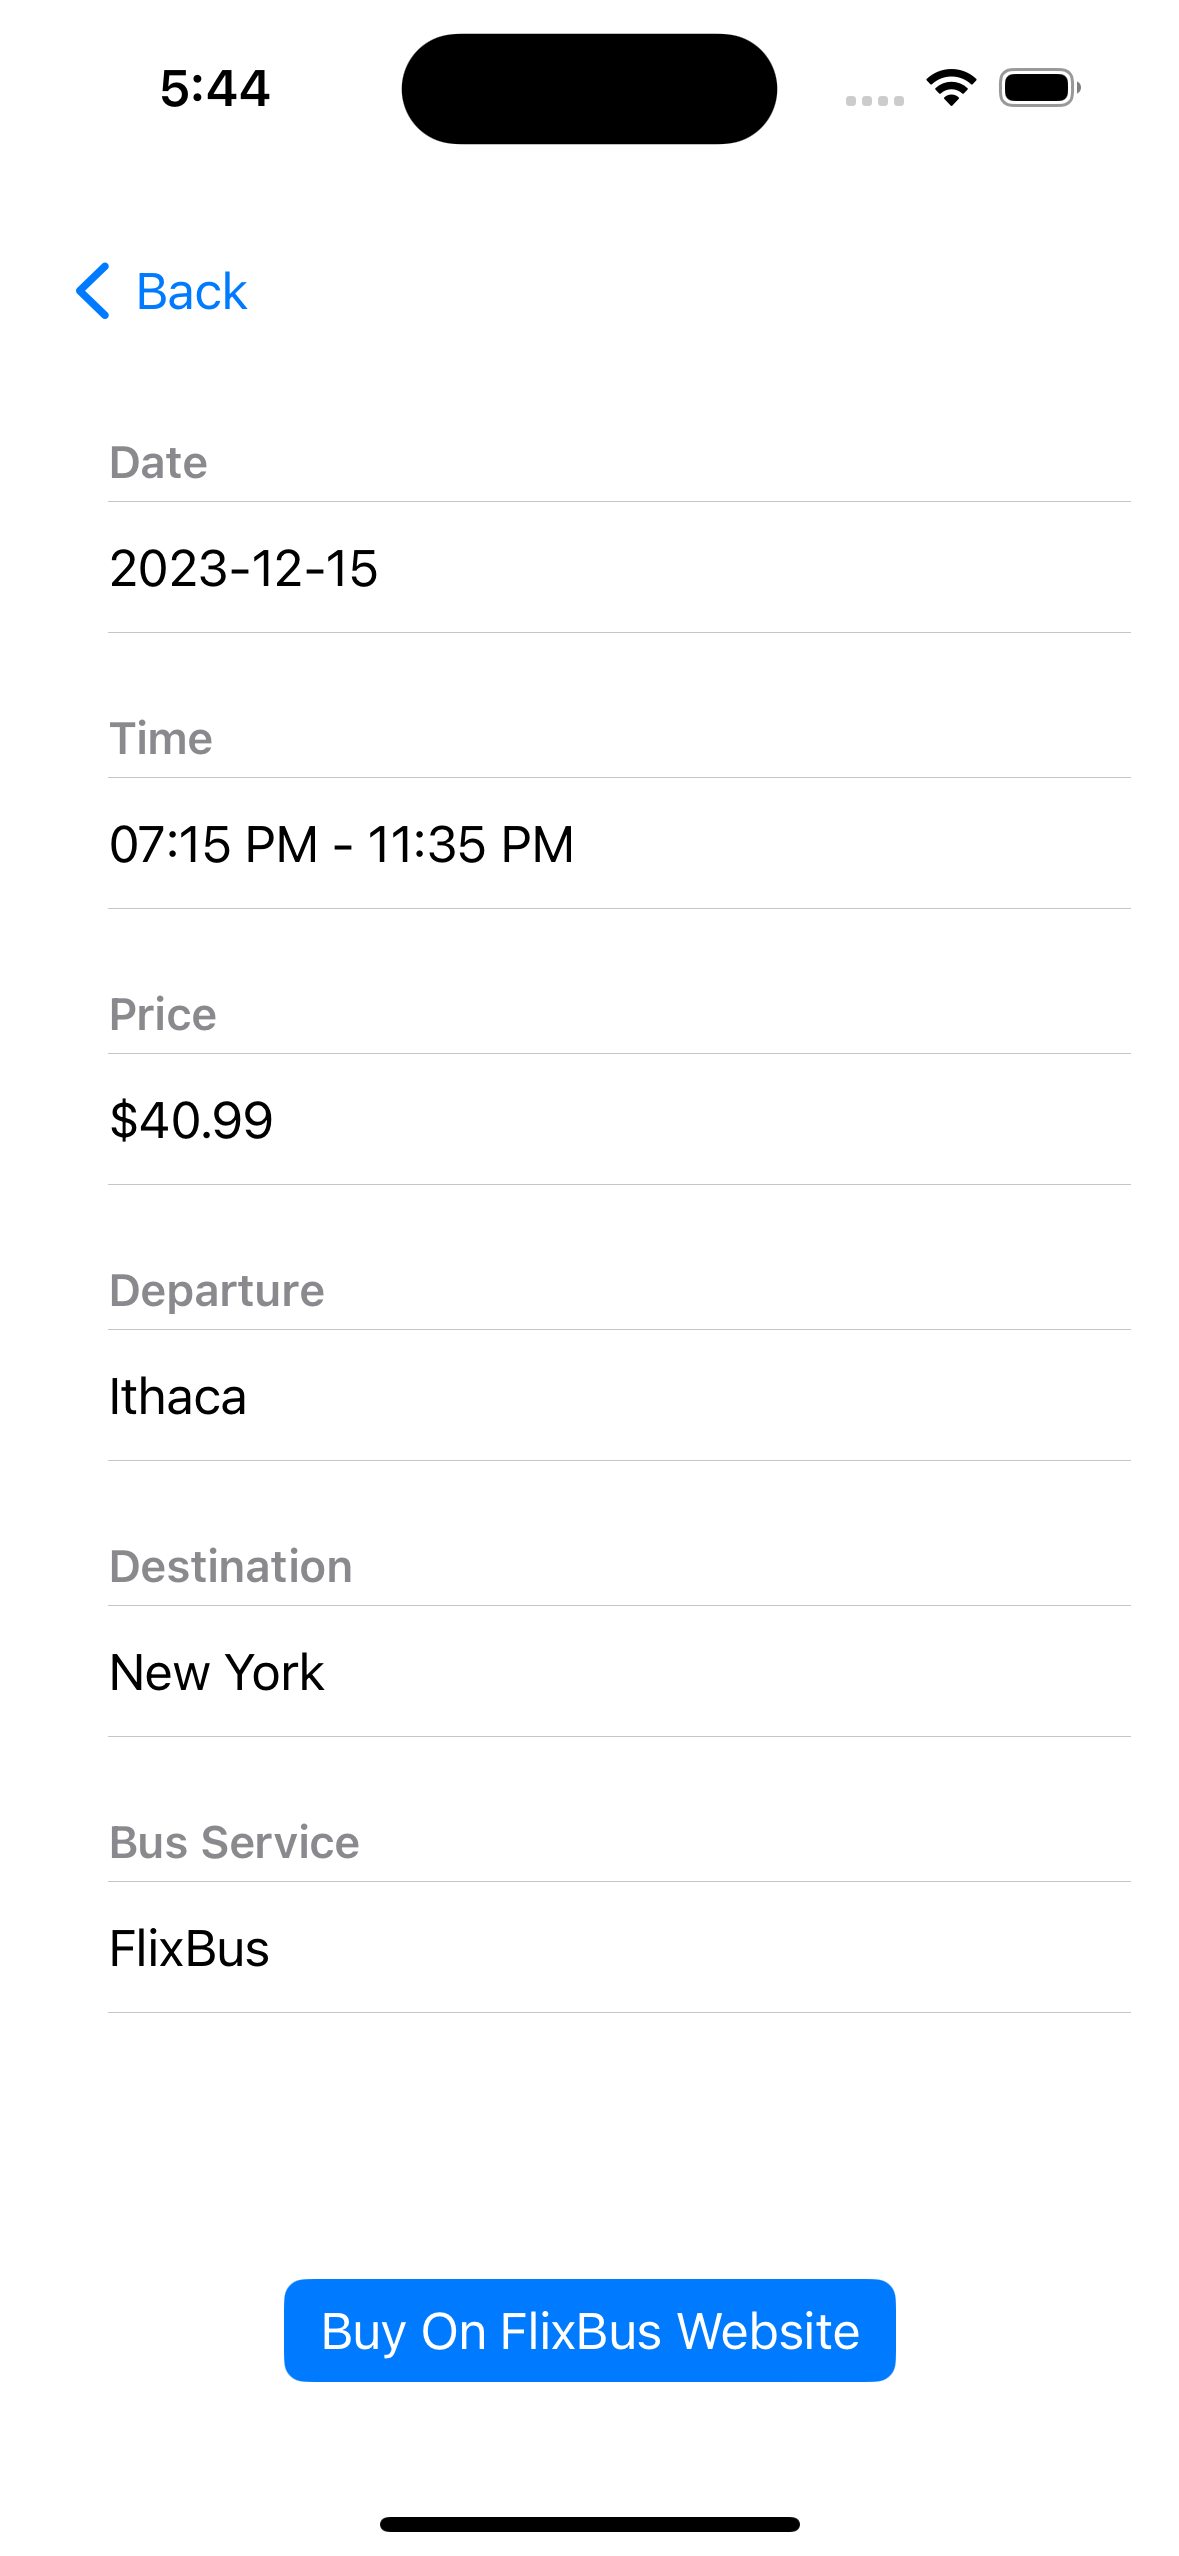 5:44
Back
Date
2023-12-15
Time
07:15 PM - 11:35 PM
Price
$40.99
Departure
Ithaca
Destination
New York
Bus Service
FlixBus
Buy On FlixBus Website